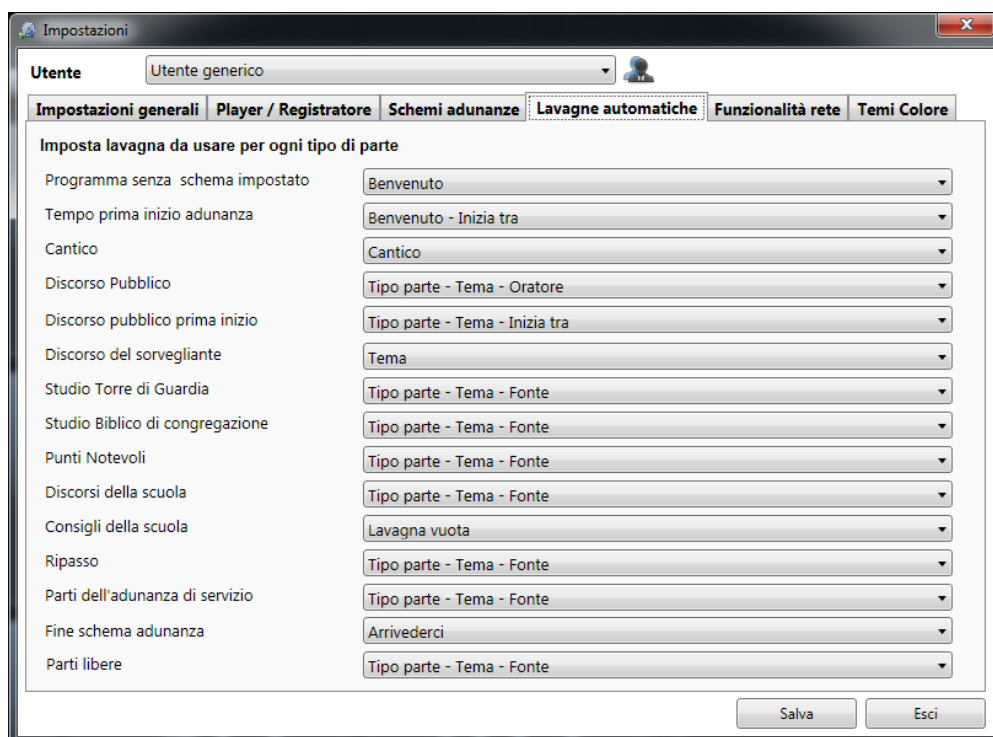 Impostazioni
Utente Utente generico
Impostazioni generali Player / Registratore Schemi adunanze Lavagne automatiche Funzionalità rete Temi Colore
Imposta lavagna da usare per ogni tipo di parte
Programma senza schema impostato Benvenuto
Tempo prima inizio adunanza Benvenuto - Inizia tra
Cantico Cantico
Discorso Pubblico Tipo parte - Tema - Oratore
Discorso pubblico prima inizio Tipo parte - Tema - Inizia tra
Discorso del sorvegliante Tema
Studio Torre di Guardia Tipo parte - Tema - Fonte
Studio Biblico di congregazione Tipo parte - Tema - Fonte
Punti Notevoli Tipo parte - Tema - Fonte
Discorsi della scuola Tipo parte - Tema - Fonte
Consigli della scuola Lavagna vuota
Ripasso Tipo parte - Tema - Fonte
Parti dell'adunanza di servizio Tipo parte - Tema - Fonte
Fine schema adunanza Arrivederci
Parti libere Tipo parte - Tema - Fonte
Salva Esci